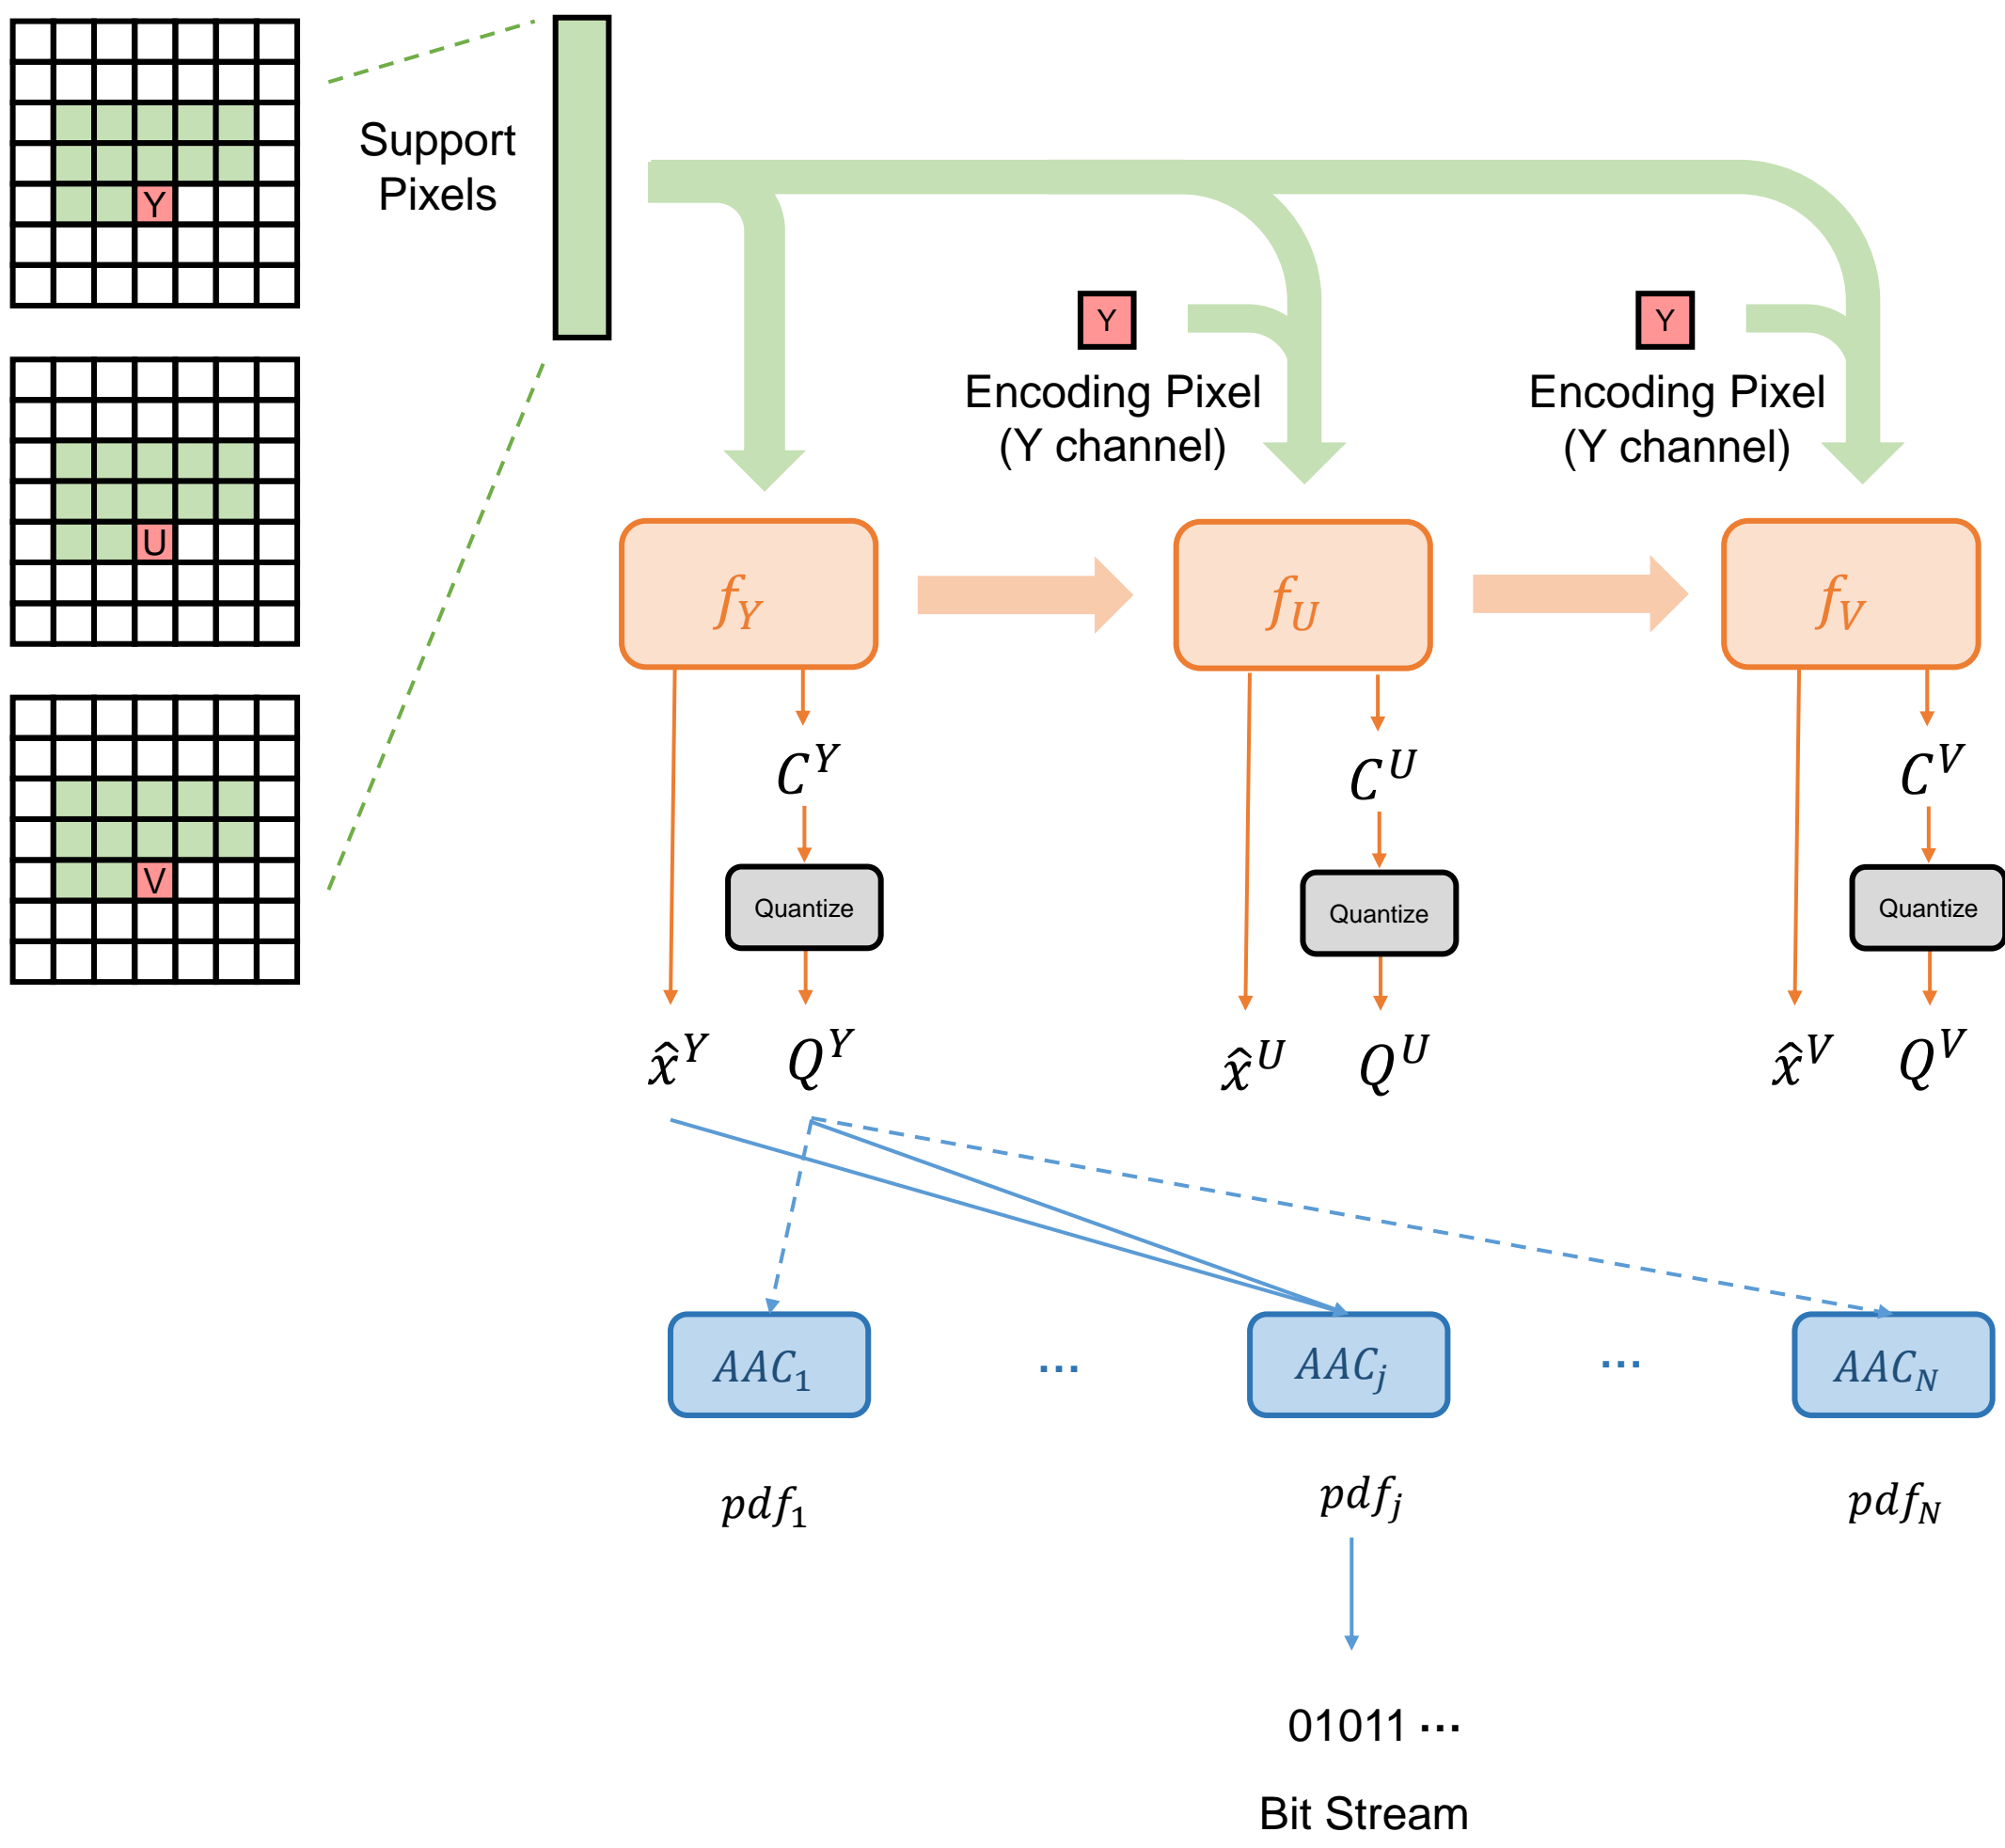 Y
U
V
Support
Pixels
Y
Encoding Pixel
(Y channel)
Y
Encoding Pixel
(Y channel)
f_Y
f_U
f_V
C^Y
C^U
C^V
Quantize
Quantize
Quantize
x̂^Y Q^Y
x̂^U Q^U
x̂^V Q^V
AAC_1 ··· AAC_j ··· AAC_N
pdf_1
pdf_j
pdf_N
01011 ···
Bit Stream